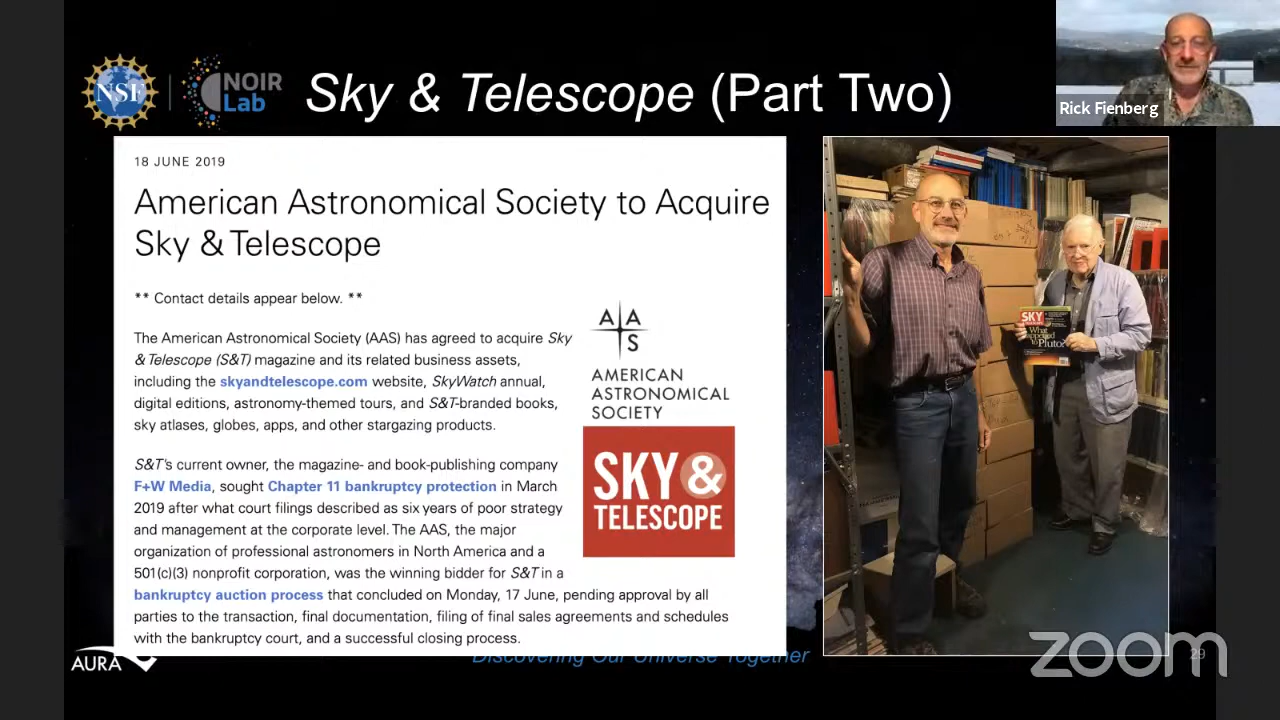 NSF
NOIR
Lab
Sky & Telescope (Part Two)
Rick Fienberg
18 JUNE 2019
American Astronomical Society to Acquire
Sky & Telescope
** Contact details appear below. **
The American Astronomical Society (AAS) has agreed to acquire Sky
& Telescope (S&T) magazine and its related business assets,
including the skyandtelescope.com website, SkyWatch annual,
digital editions, astronomy-themed tours, and S&T-branded books,
sky atlases, globes, apps, and other stargazing products.
S&T's current owner, the magazine- and book-publishing company
F+W Media, sought Chapter 11 bankruptcy protection in March
2019 after what court filings described as six years of poor strategy
and management at the corporate level. The AAS, the major
organization of professional astronomers in North America and a
501(c)(3) nonprofit corporation, was the winning bidder for S&T in a
bankruptcy auction process that concluded on Monday, 17 June, pending approval by all
parties to the transaction, final documentation, filing of final sales agreements and schedules
with the bankruptcy court, and a successful closing process.
A A
S
AMERICAN
ASTRONOMICAL
SOCIETY
SKY &
TELESCOPE
SKY
What
to Pluto?
AURA
Discovering Our Universe Together
zoom
29